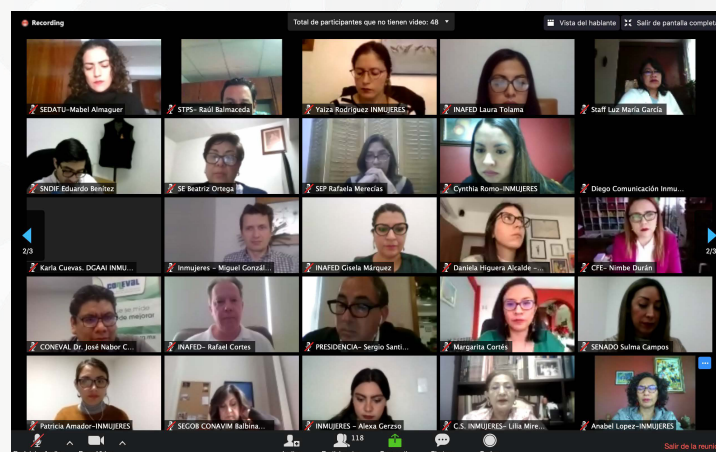 Recording
Total de participantes que no tienen video: 48
Vista del hablante
Salir de pantalla completa
SEDATU-Mabel Almaguer
STPS- Raúl Balmaceda
Yaiza Rodríguez INMUJERES
INAFED Laura Tolama
Staff Luz María García
SNDIF Eduardo Benítez
SE Beatriz Ortega
SEP Rafaela Merecías
Cynthia Romo-INMUJERES
Diego Comunicación Inmu...
2/3
Karla Cuevas. DGAAI INMU...
Inmujeres - Miguel Gonzál...
INAFED Gisela Márquez
Daniela Higuera Alcalde -...
CFE- Nimbe Durán
2/3
CONEVAL
CONEVAL Dr. José Nabor C...
INAFED- Rafael Cortes
PRESIDENCIA- Sergio Santi...
Margarita Cortés
SENADO Sulma Campos
Patricia Amador-INMUJERES
SEGOB CONAVIM Balbina...
INMUJERES - Alexa Gerzso
C.S. INMUJERES- Lilia Mire...
Anabel Lopez-INMUJERES
118
Salir de la reunió